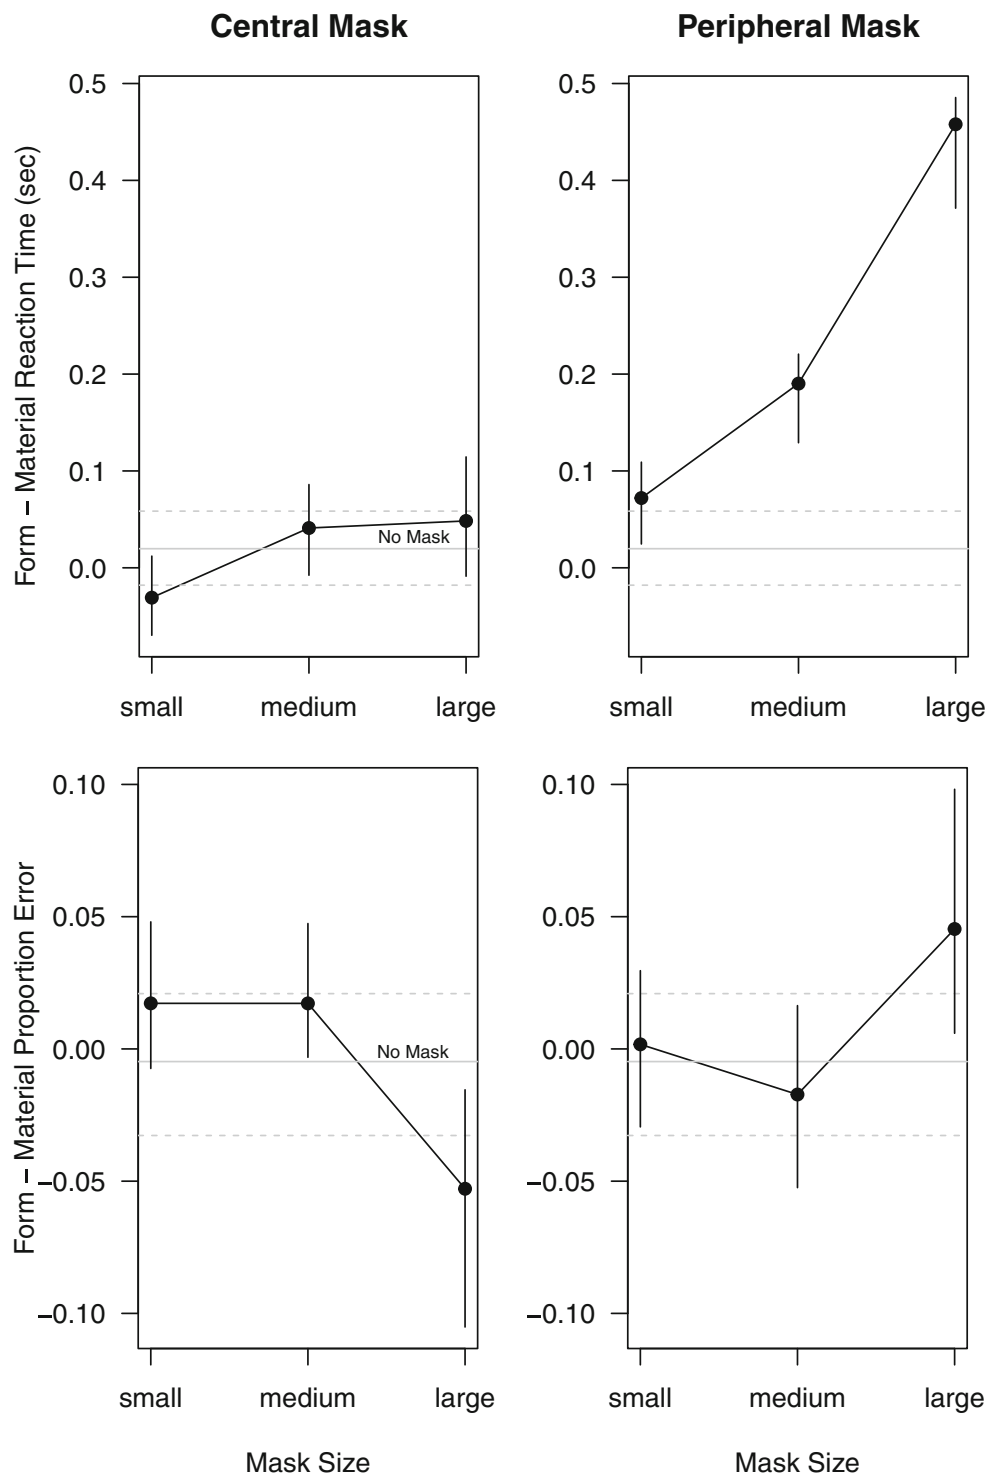 Central Mask
Peripheral Mask
Form − Material Reaction Time (sec)
0.5
0.4
0.3
0.2
0.1
0.0
No Mask
small medium large
0.5
0.4
0.3
0.2
0.1
0.0
small medium large
Form − Material Proportion Error
0.10
0.05
0.00
−0.05
−0.10
No Mask
small medium large
Mask Size
0.10
0.05
0.00
−0.05
−0.10
small medium large
Mask Size